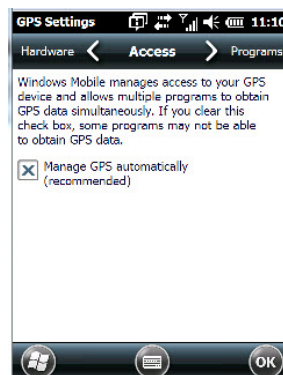 GPS Settings 11:10
Hardware Access Programs
Windows Mobile manages access to your GPS
device and allows multiple programs to obtain
GPS data simultaneously. If you clear this
check box, some programs may not be able
to obtain GPS data.
Manage GPS automatically
(recommended)
OK